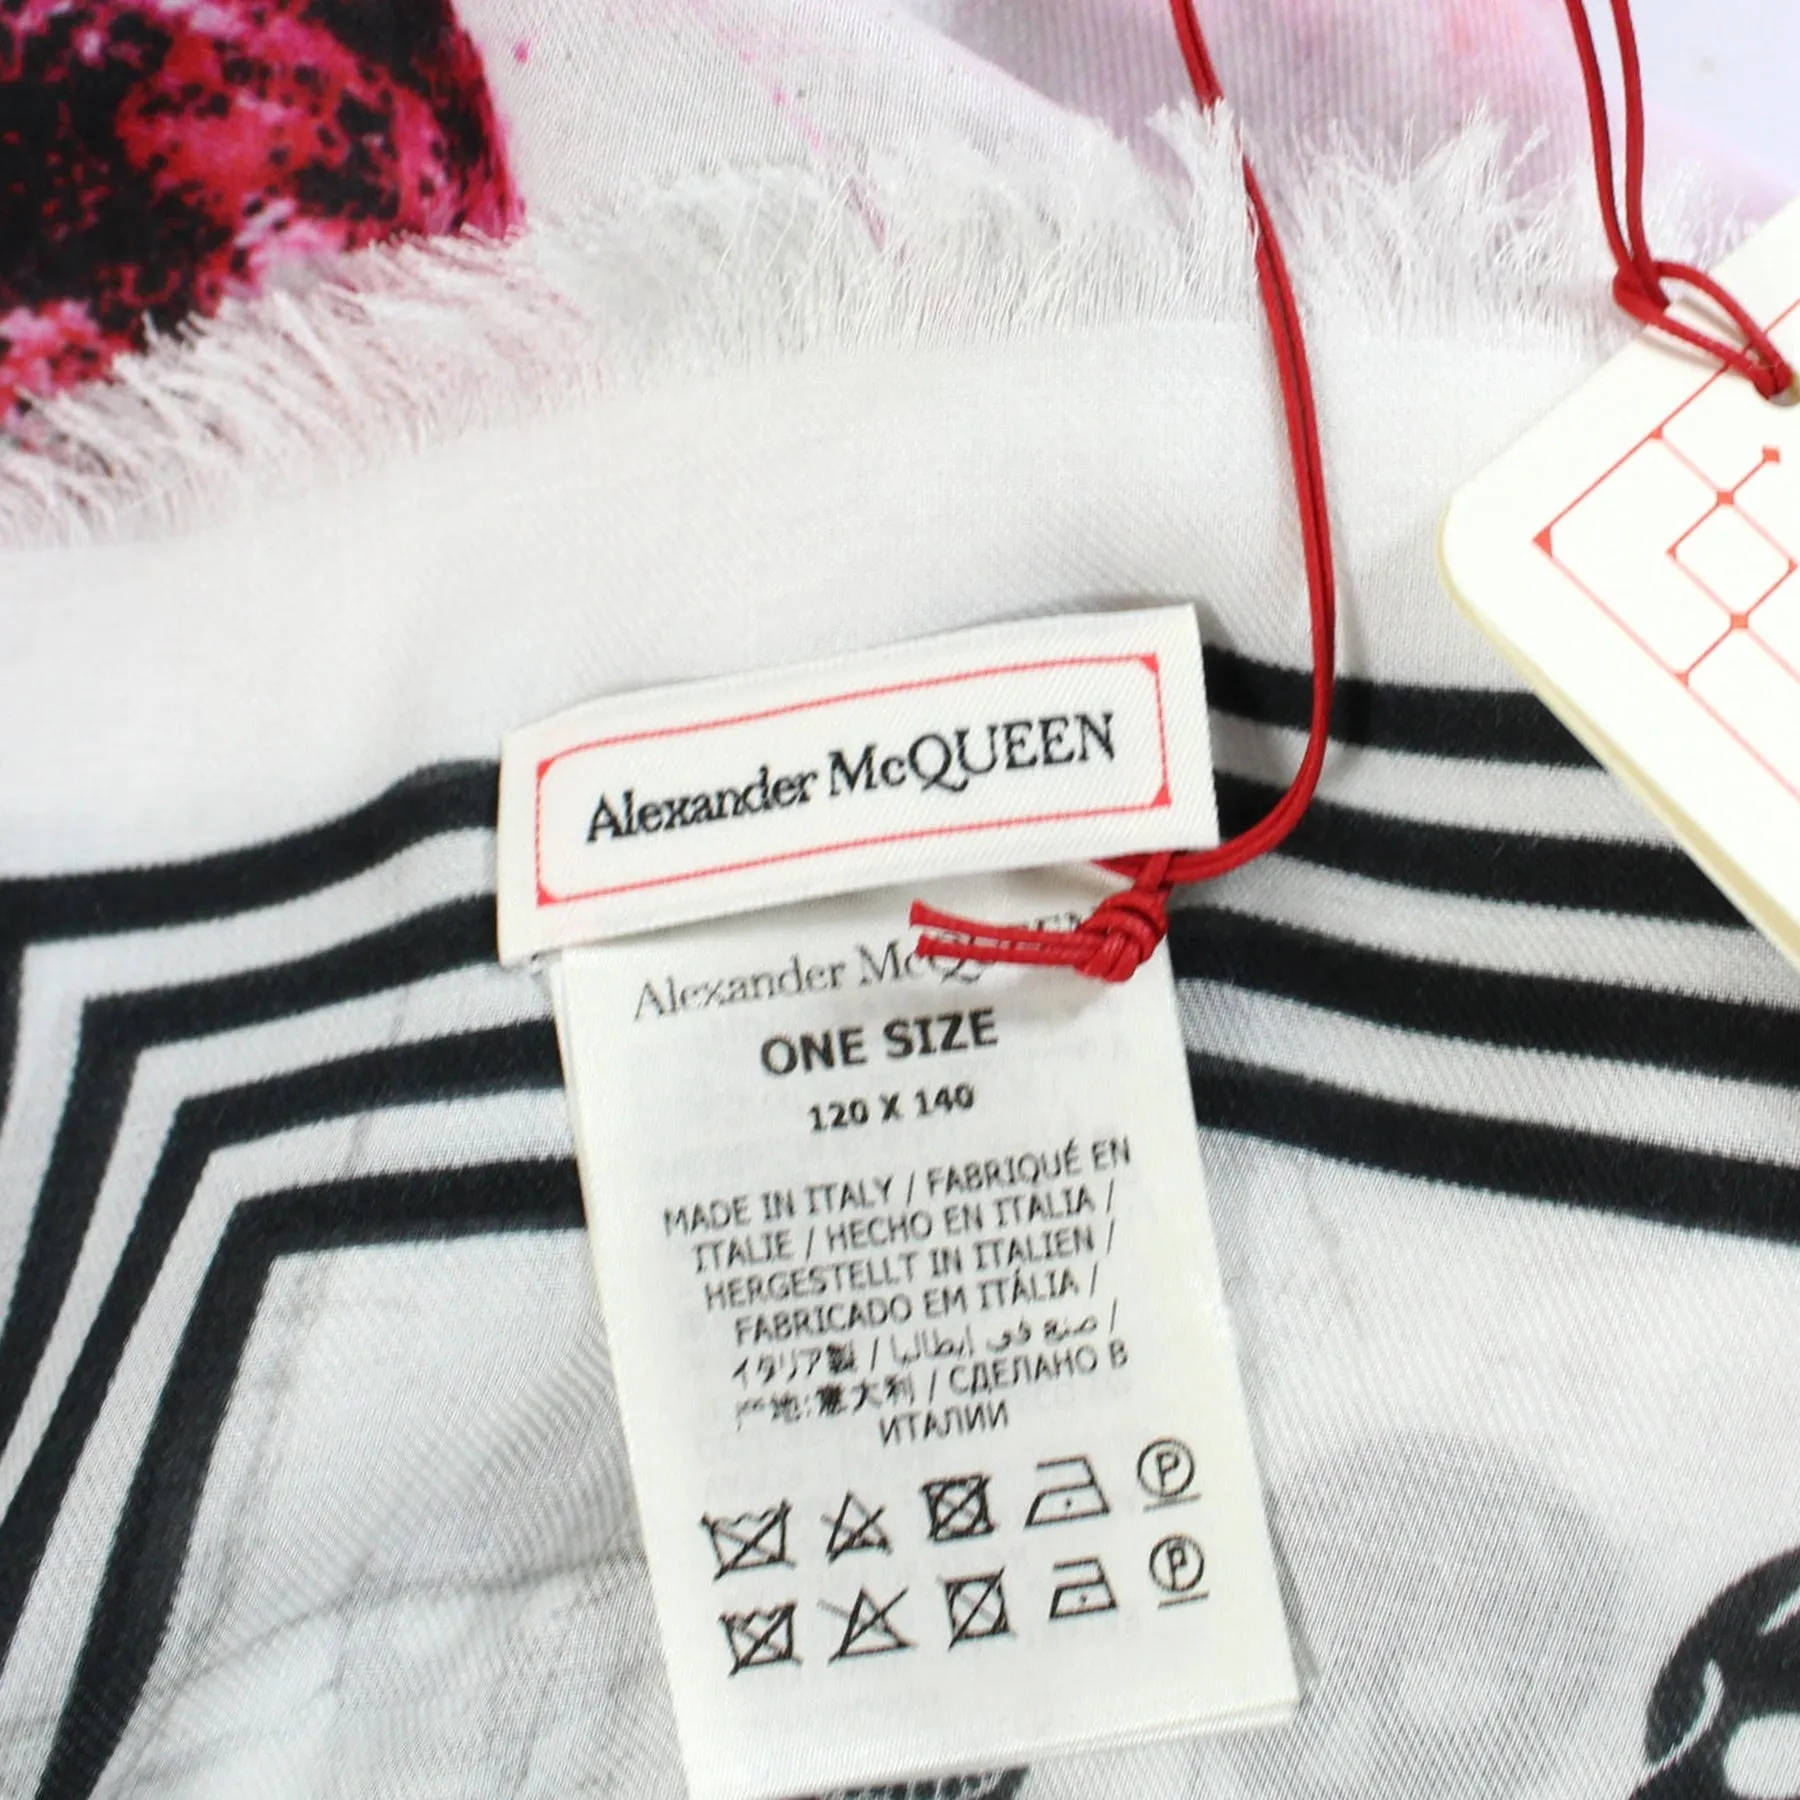 Alexander McQUEEN
Alexander McQUEEN
ONE SIZE
120 X 140
MADE IN ITALY / FABRIQUÉ EN
ITALIE / HECHO EN ITALIA /
HERGESTELLT IN ITALIEN /
FABRICADO EM ITÁLIA /
イタリア製 / صنع في إيطاليا /
产地:意大利 / СДЕЛАНО В
ИТАЛИИ
P
P